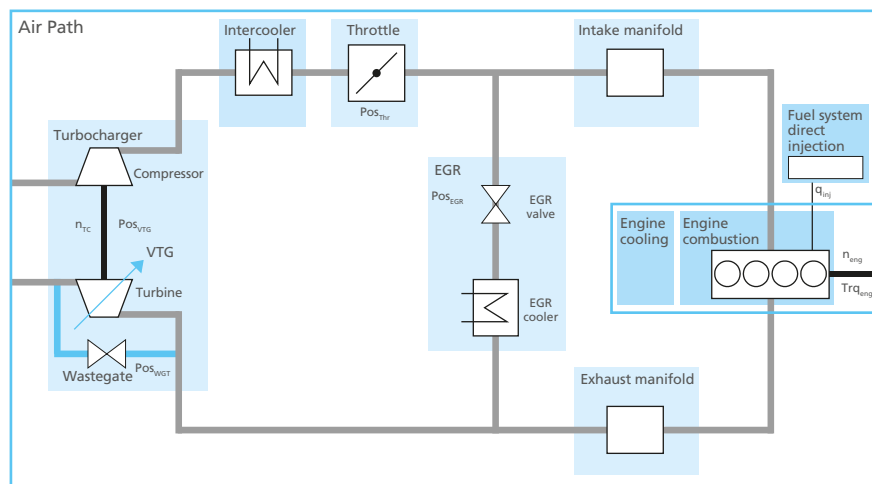 Air Path
Intercooler
Throttle
Intake manifold
Pos_Thr
Turbocharger
Compressor
Fuel system
direct
injection
EGR
Pos_EGR
EGR
valve
q_inj
n_TC
Pos_VTG
VTG
Engine
cooling
Engine
combustion
n_eng
Trq_eng
Turbine
EGR
cooler
Wastegate
Pos_WGT
Exhaust manifold